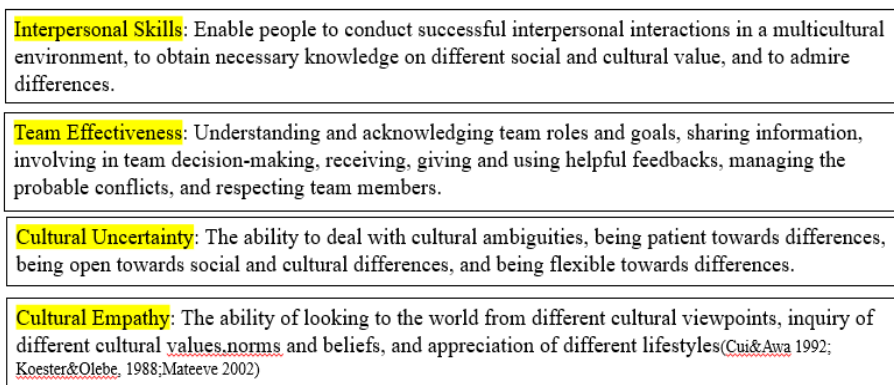 Interpersonal Skills: Enable people to conduct successful interpersonal interactions in a multicultural
environment, to obtain necessary knowledge on different social and cultural value, and to admire
differences.
Team Effectiveness: Understanding and acknowledging team roles and goals, sharing information,
involving in team decision-making, receiving, giving and using helpful feedbacks, managing the
probable conflicts, and respecting team members.
Cultural Uncertainty: The ability to deal with cultural ambiguities, being patient towards differences,
being open towards social and cultural differences, and being flexible towards differences.
Cultural Empathy: The ability of looking to the world from different cultural viewpoints, inquiry of
different cultural values,norms and beliefs, and appreciation of different lifestyles(Cui&Awa 1992;
Koester&Olebe, 1988;Mateeve 2002)